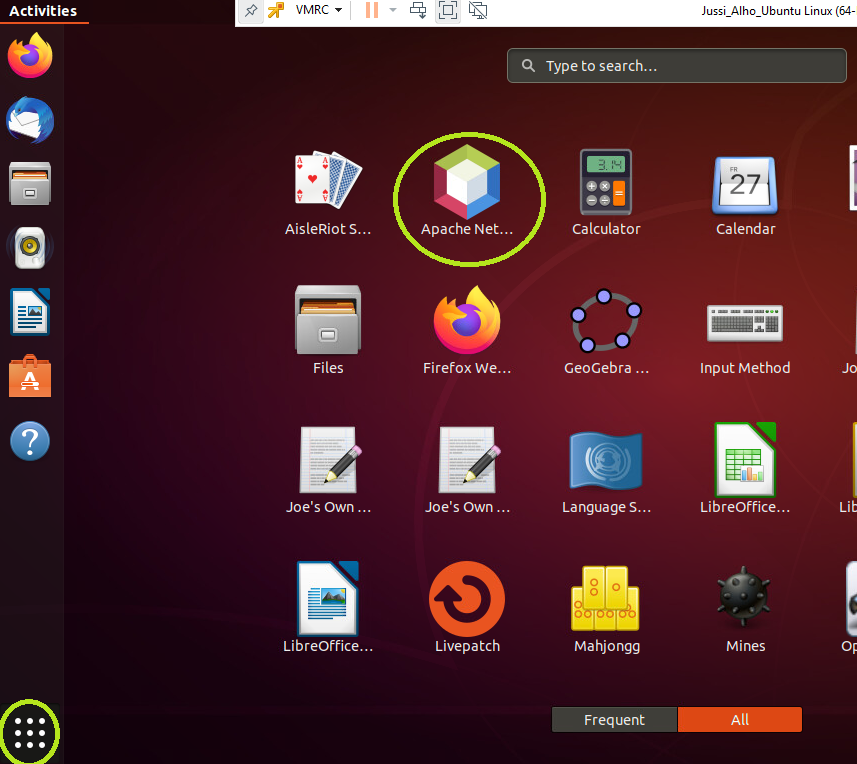 Activities
VMRC
Jussi_Alho_Ubuntu Linux (64-
Type to search...
3.14
FR
27
AisleRiot S...
Apache Net...
Calculator
Calendar
Files
Firefox We...
GeoGebra ...
Input Method
Jo
Joe's Own ...
Joe's Own ...
Language S...
LibreOffice...
Lib
LibreOffice...
Livepatch
Mahjongg
Mines
Op
Frequent
All